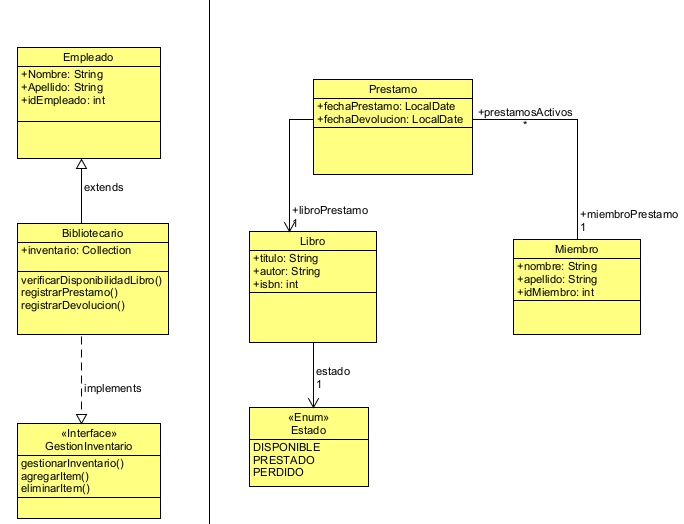 Empleado
+Nombre: String
+Apellido: String
+idEmpleado: int
extends
Bibliotecario
+inventario: Collection
verificarDisponibilidadLibro()
registrarPrestamo()
registrarDevolucion()
implements
«Interface»
GestionInventario
gestionarInventario()
agregarItem()
eliminarItem()
Prestamo
+fechaPrestamo: LocalDate
+fechaDevolucion: LocalDate
+prestamosActivos
*
+libroPrestamo
1
+miembroPrestamo
1
Libro
+titulo: String
+autor: String
+isbn: int
Miembro
+nombre: String
+apellido: String
+idMiembro: int
estado
1
«Enum»
Estado
DISPONIBLE
PRESTADO
PERDIDO